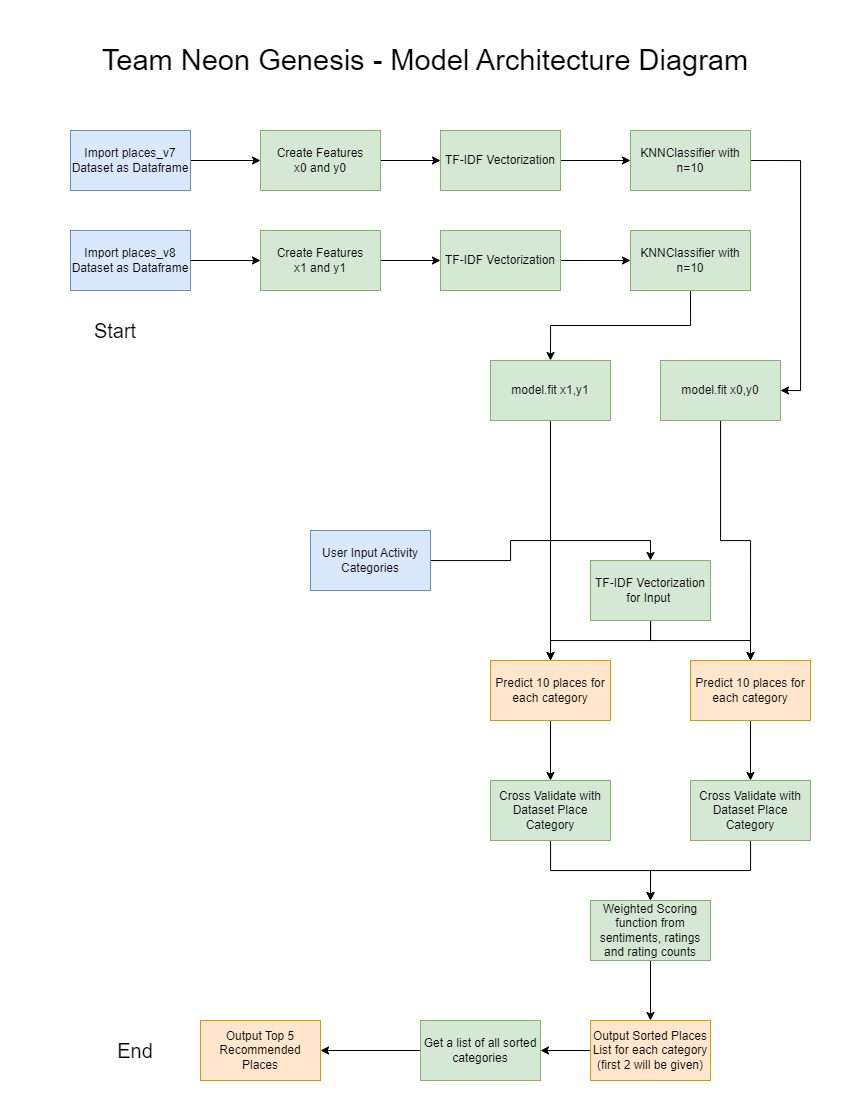 Team Neon Genesis - Model Architecture Diagram
Import places_v7
Dataset as Dataframe
Create Features
x0 and y0
TF-IDF Vectorization
KNNClassifier with
n=10
Import places_v8
Dataset as Dataframe
Create Features
x1 and y1
TF-IDF Vectorization
KNNClassifier with
n=10
Start
model.fit x1,y1
model.fit x0,y0
User Input Activity
Categories
TF-IDF Vectorization
for Input
Predict 10 places for
each category
Predict 10 places for
each category
Cross Validate with
Dataset Place
Category
Cross Validate with
Dataset Place
Category
Weighted Scoring
function from
sentiments, ratings
and rating counts
End
Output Top 5
Recommended
Places
Get a list of all sorted
categories
Output Sorted Places
List for each category
(first 2 will be given)